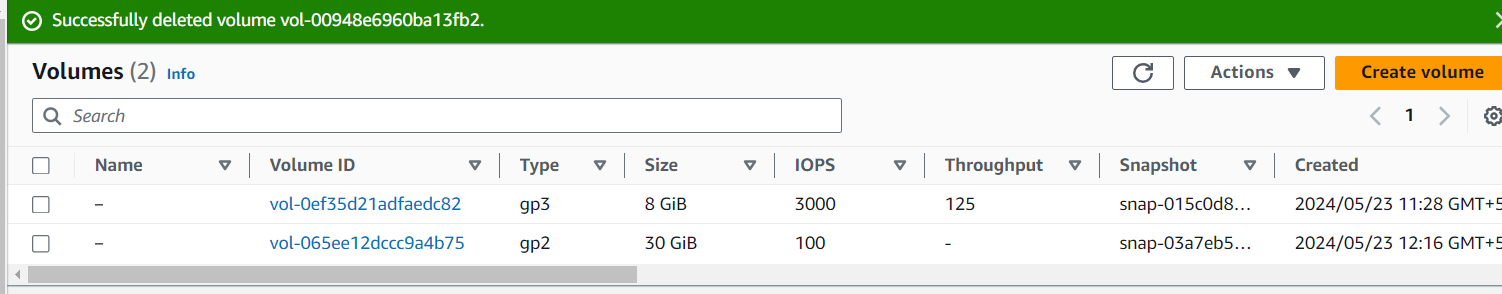 Successfully deleted volume vol-00948e6960ba13fb2.
Volumes (2) Info
Actions
Create volume
Search
1
Name Volume ID Type Size IOPS Throughput Snapshot Created
– vol-0ef35d21adfaedc82 gp3 8 GiB 3000 125 snap-015c0d8... 2024/05/23 11:28 GMT+5
– vol-065ee12dccc9a4b75 gp2 30 GiB 100 - snap-03a7eb5... 2024/05/23 12:16 GMT+5